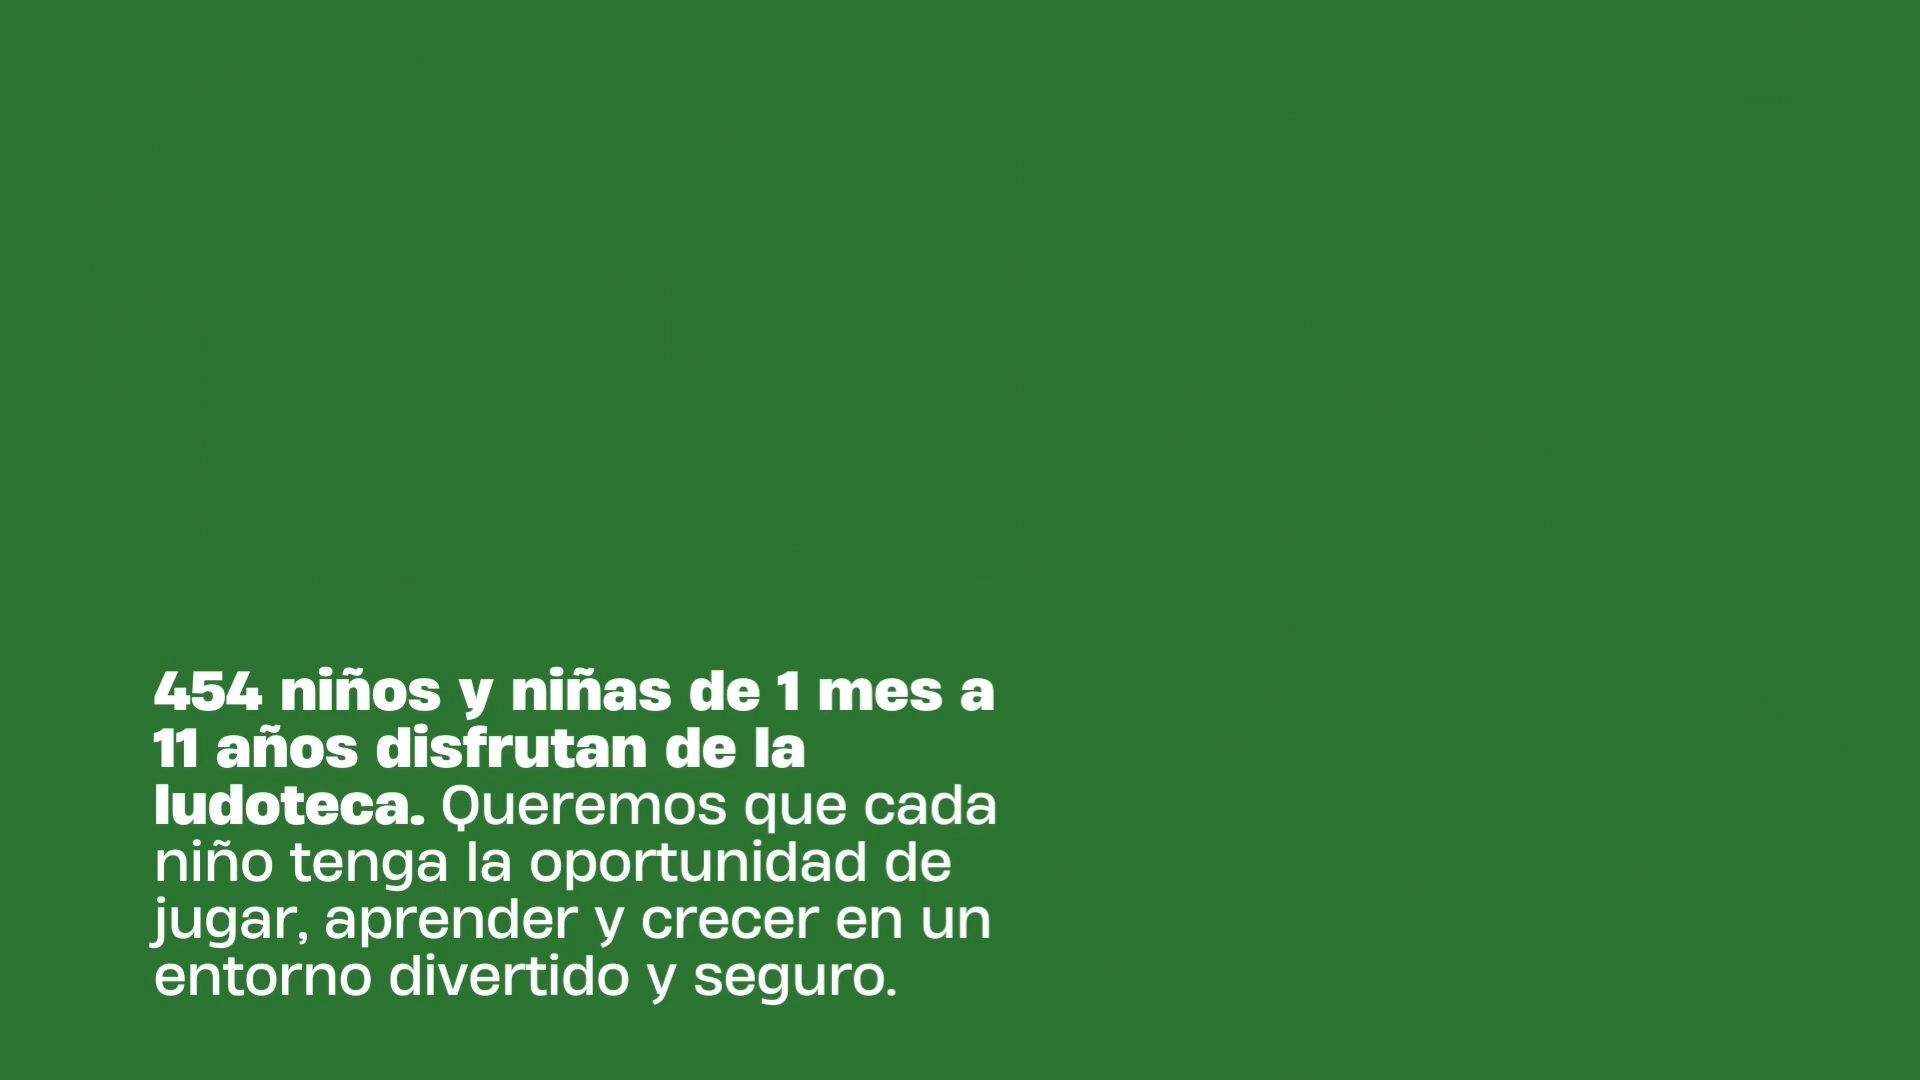 454 niños y niñas de 1 mes a
11 años disfrutan de la
ludoteca. Queremos que cada
niño tenga la oportunidad de
jugar, aprender y crecer en un
entorno divertido y seguro.